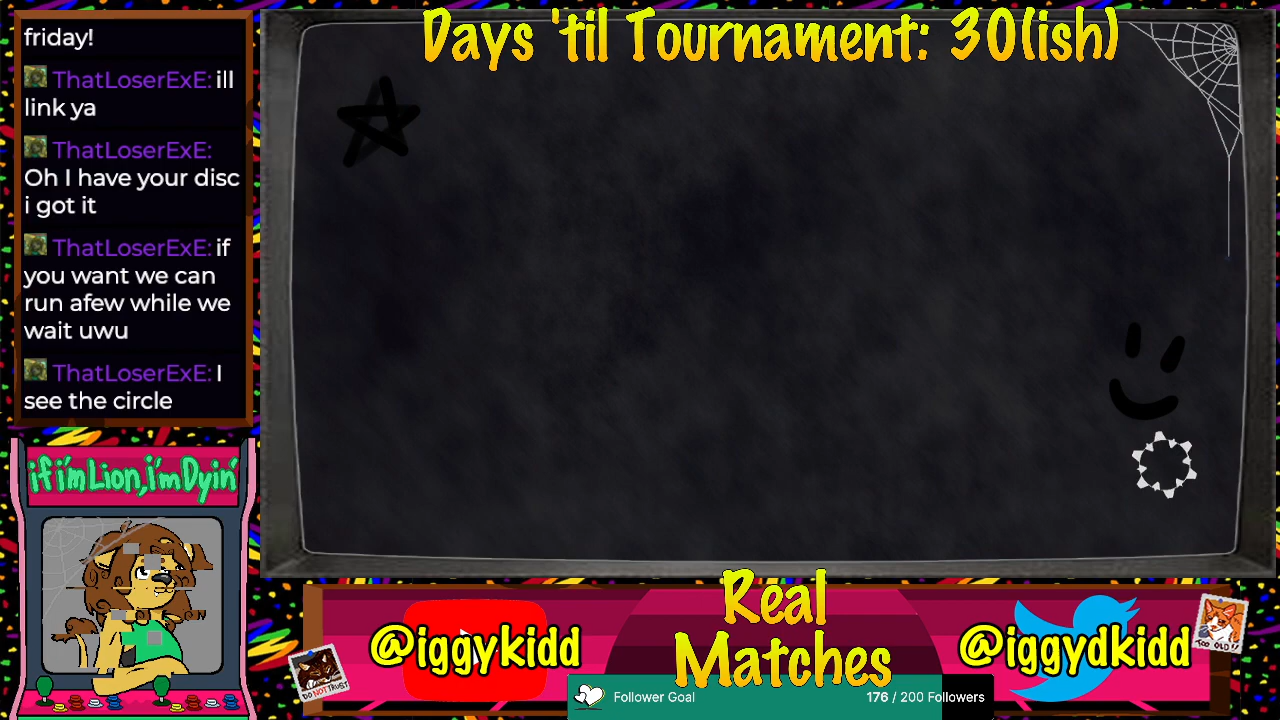 friday!
ThatLoserExE: ill
link ya
ThatLoserExE:
Oh I have your disc
i got it
ThatLoserExE: if
you want we can
run afew while we
wait uwu
ThatLoserExE: I
see the circle
Days 'til Tournament: 30(ish)
if i'm Lion, i'm Dyin'
DO NOT TRUST
@iggykidd
Real
Matches
@iggydkidd
TOO OLD
Follower Goal
176 / 200 Followers